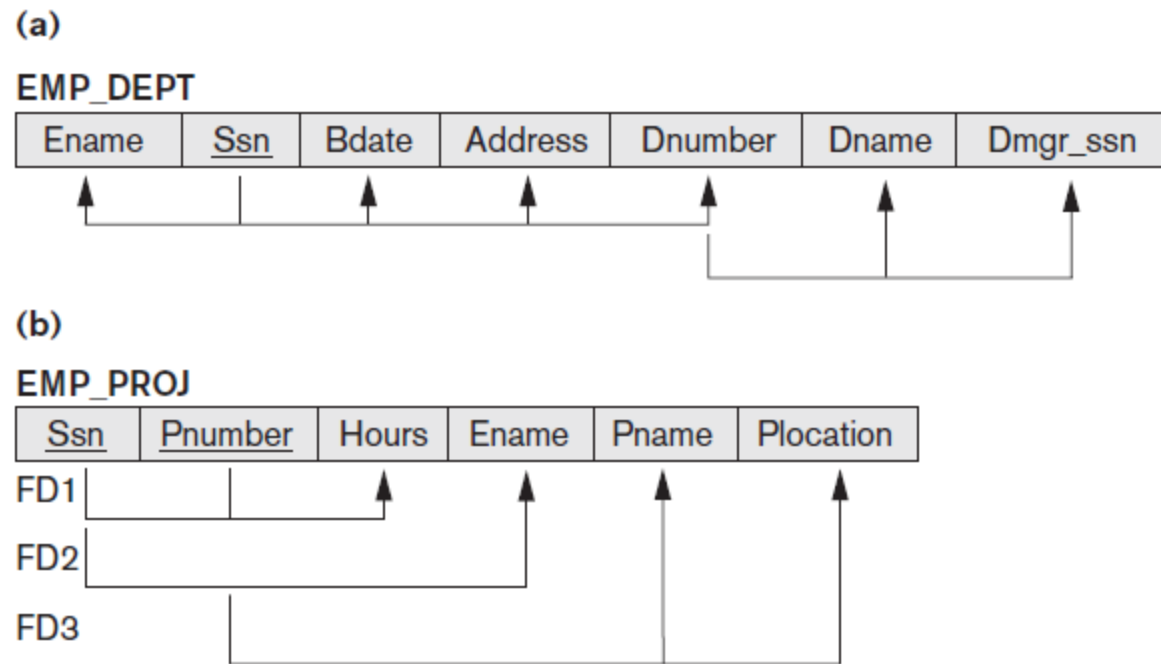 (a)
EMP_DEPT
Ename Ssn Bdate Address Dnumber Dname Dmgr_ssn
(b)
EMP_PROJ
Ssn Pnumber Hours Ename Pname Plocation
FD1
FD2
FD3